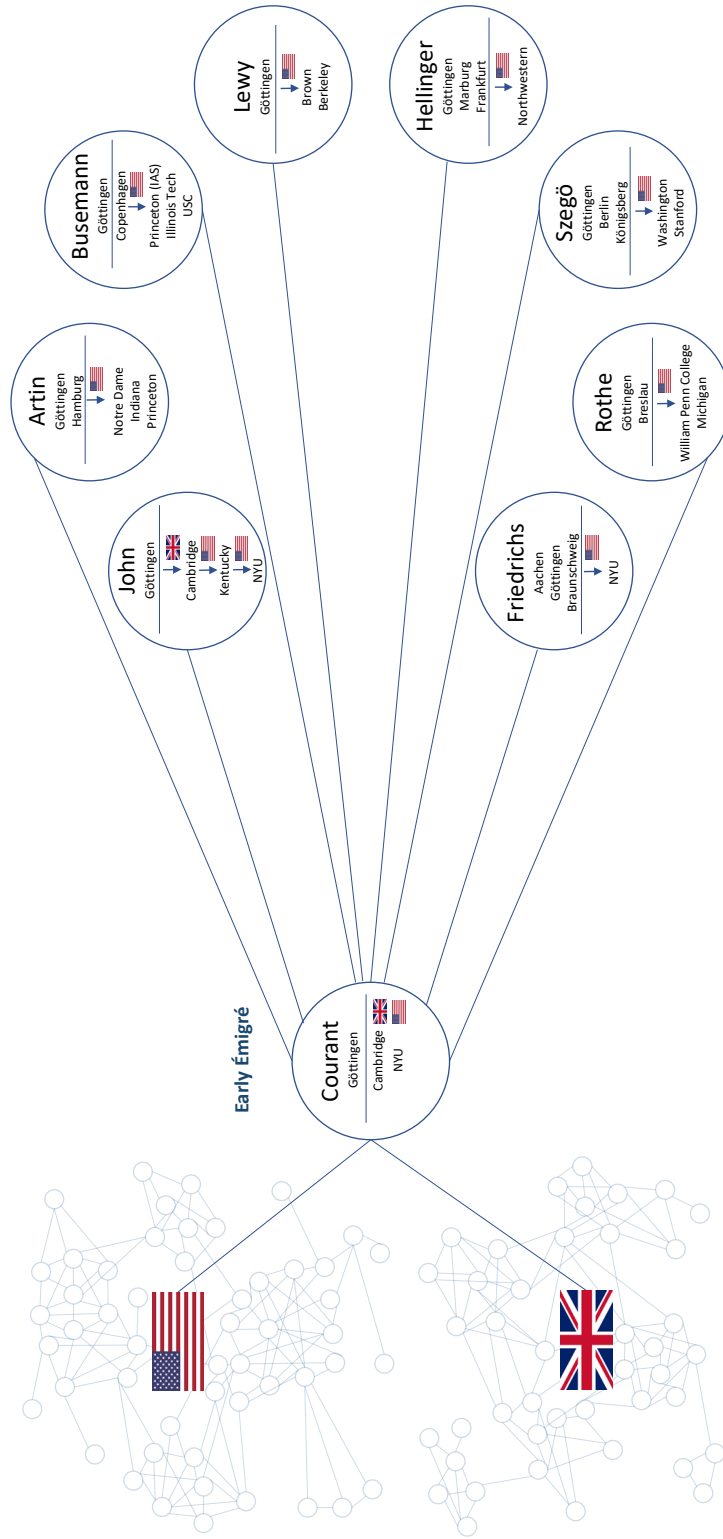 Early Émigré
Courant
Göttingen
Cambridge
NYU
Artin
Göttingen
Hamburg
Notre Dame
Indiana
Princeton
John
Göttingen
Cambridge
Kentucky
NYU
Busemann
Göttingen
Copenhagen
Princeton (IAS)
Illinois Tech
USC
Lewy
Göttingen
Brown
Berkeley
Hellinger
Göttingen
Marburg
Frankfurt
Northwestern
Szegö
Göttingen
Berlin
Königsberg
Washington
Stanford
Friedrichs
Aachen
Göttingen
Braunschweig
NYU
Rothe
Göttingen
Breslau
William Penn College
Michigan